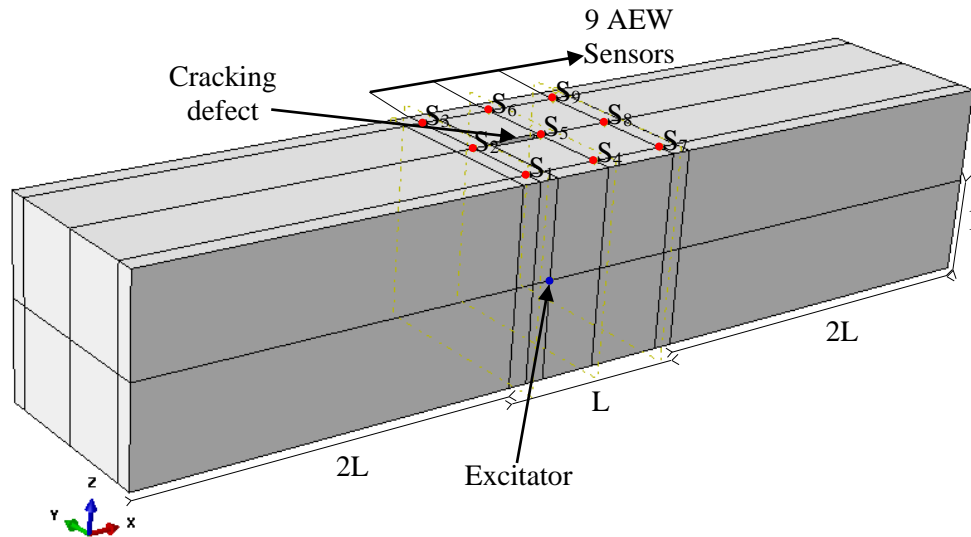 9 AEW
Sensors
Cracking
defect
S₉
S₆
S₃
S₈
S₅
S₂
S₇
S₄
S₁
2L
L
2L
Excitator
Z
Y
X